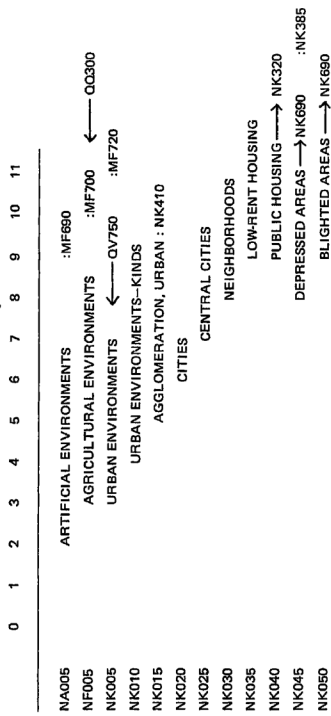 0 1 2 3 4 5 6 7 8 9 10 11
NA005 ARTIFICIAL ENVIRONMENTS :MF690
NF005 AGRICULTURAL ENVIRONMENTS :MF700 ← QQ300
NK005 URBAN ENVIRONMENTS ← QV750 :MF720
NK010 URBAN ENVIRONMENTS—KINDS
NK015 AGGLOMERATION, URBAN : NK410
NK020 CITIES
NK025 CENTRAL CITIES
NK030 NEIGHBORHOODS
NK035 LOW-RENT HOUSING
NK040 PUBLIC HOUSING → NK320
NK045 DEPRESSED AREAS → NK690 :NK385
NK050 BLIGHTED AREAS → NK690